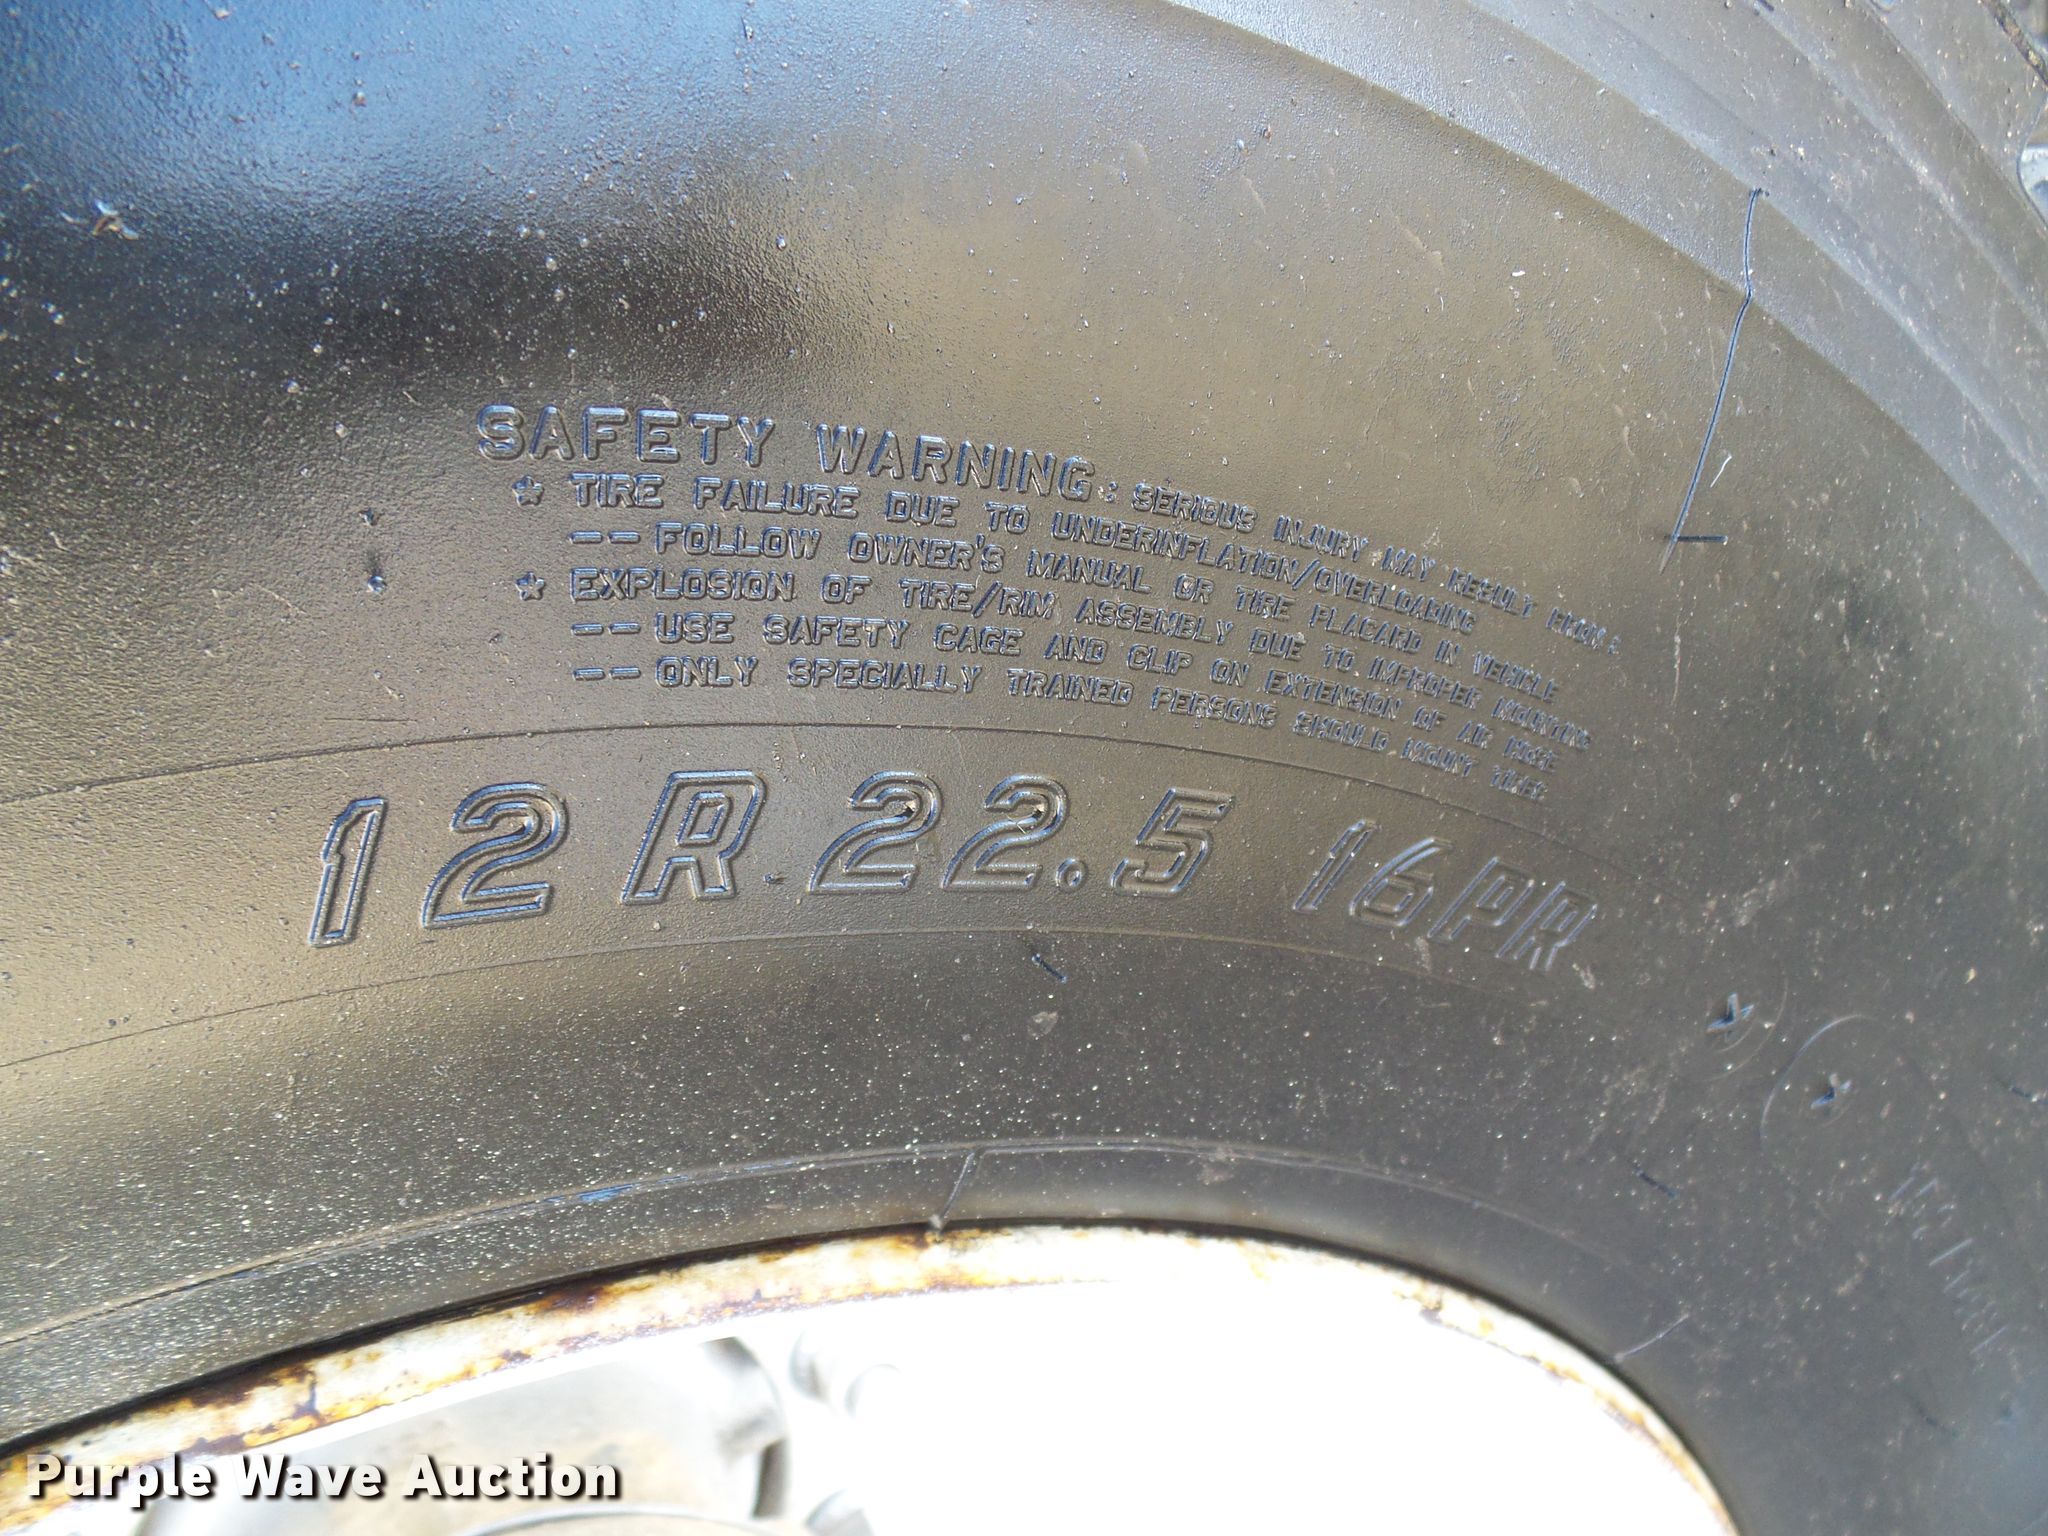 SAFETY WARNING: SERIOUS INJURY MAY RESULT FROM:
★ TIRE FAILURE DUE TO UNDERINFLATION/OVERLOADING
-- FOLLOW OWNER'S MANUAL OR TIRE PLACARD IN VEHICLE
★ EXPLOSION OF TIRE/RIM ASSEMBLY DUE TO IMPROPER MOUNTING
-- USE SAFETY CAGE AND CLIP ON EXTENSION OF AIR HOSE
-- ONLY SPECIALLY TRAINED PERSONS SHOULD MOUNT TIRES
12 R 22.5 16PR
Purple Wave Auction